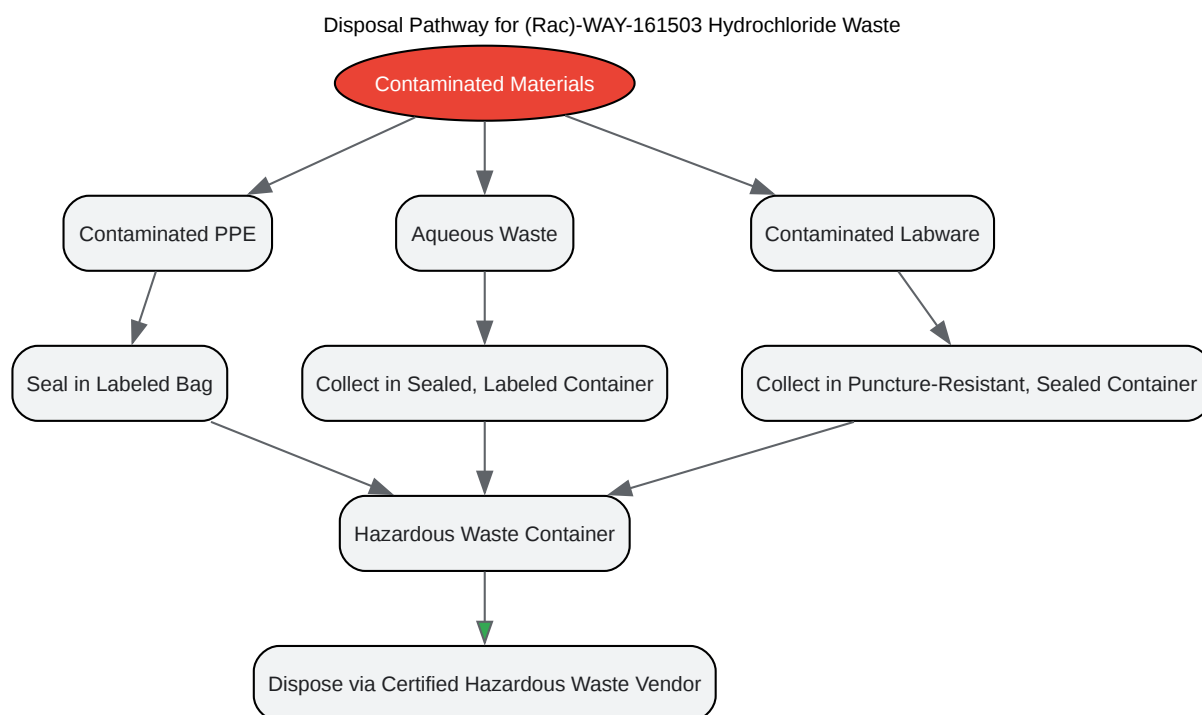 Disposal Pathway for (Rac)-WAY-161503 Hydrochloride Waste
Contaminated Materials
Contaminated PPE
Aqueous Waste
Contaminated Labware
Seal in Labeled Bag
Collect in Sealed, Labeled Container
Collect in Puncture-Resistant, Sealed Container
Hazardous Waste Container
Dispose via Certified Hazardous Waste Vendor